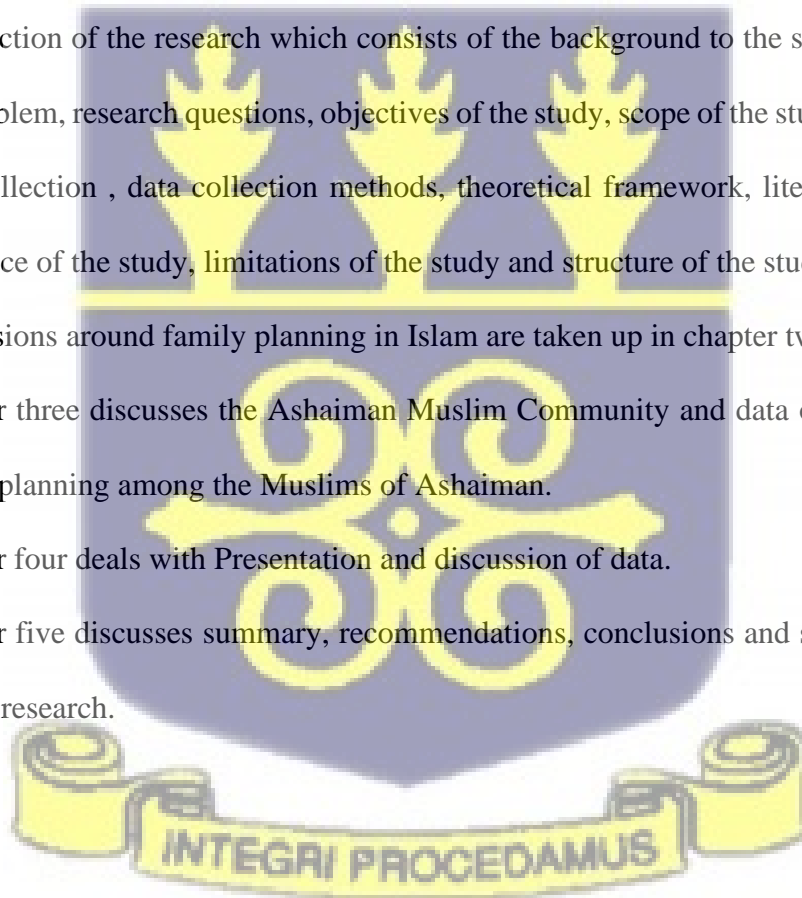 ction of the research which consists of the background to the s
blem, research questions, objectives of the study, scope of the stu
llection , data collection methods, theoretical framework, lite
ce of the study, limitations of the study and structure of the stu
sions around family planning in Islam are taken up in chapter tw
r three discusses the Ashaiman Muslim Community and data
planning among the Muslims of Ashaiman.
r four deals with Presentation and discussion of data.
r five discusses summary, recommendations, conclusions and s
research.
INTEGRI PROCEDAMUS